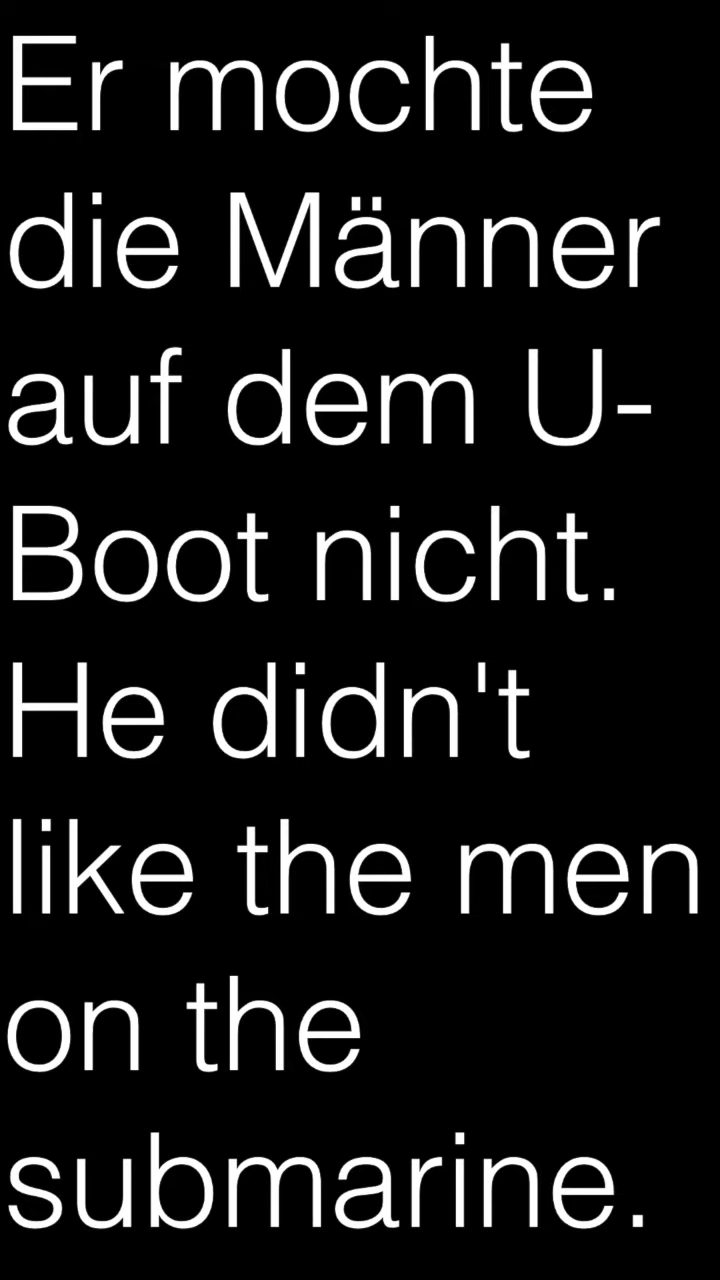 Er mochte
die Männer
auf dem U-
Boot nicht.
He didn't
like the men
on the
submarine.